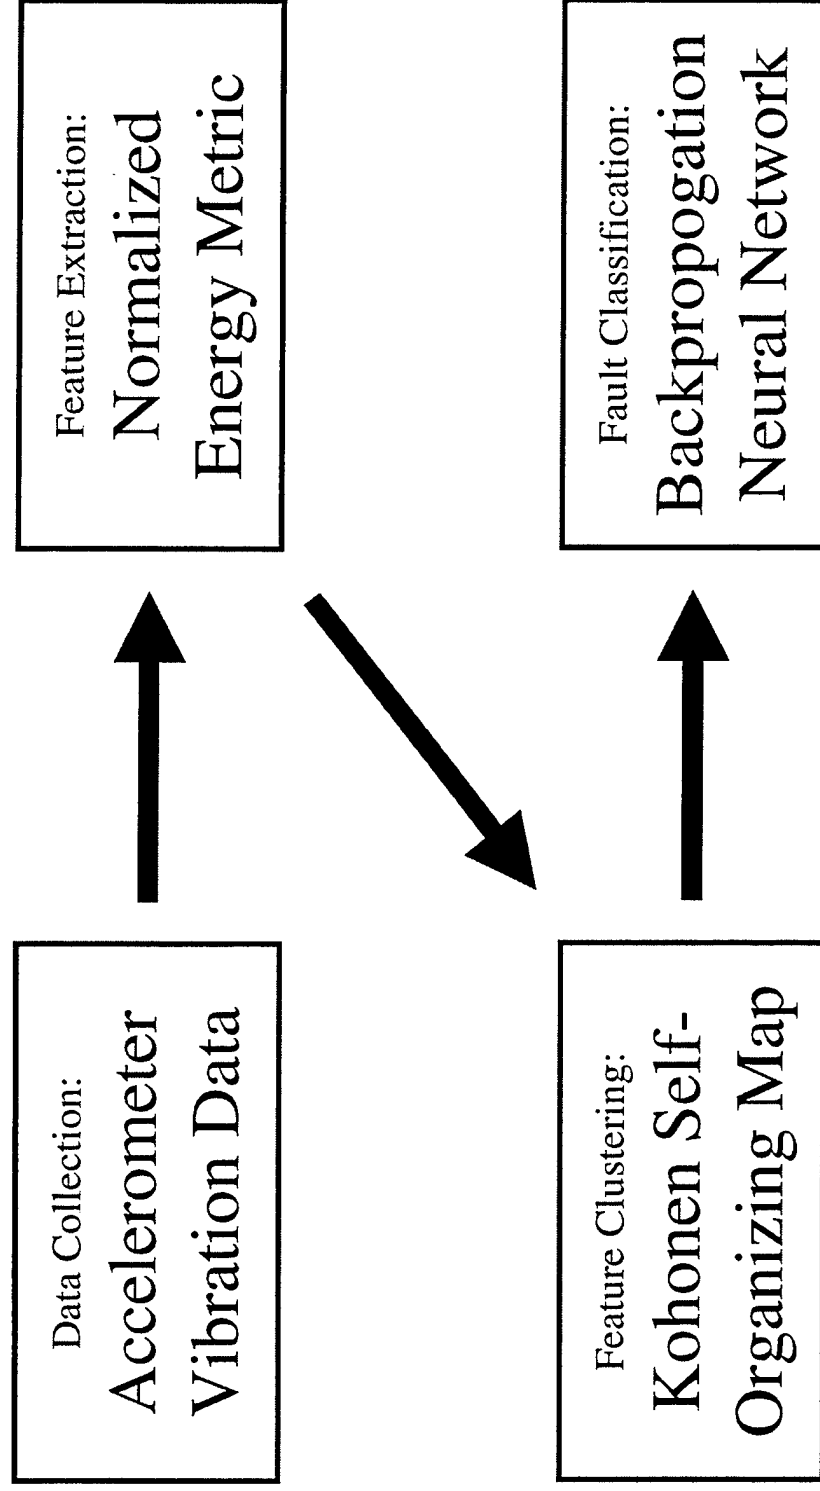 Data Collection:
Accelerometer
Vibration Data
Feature Extraction:
Normalized
Energy Metric
Feature Clustering:
Kohonen Self-
Organizing Map
Fault Classification:
Backpropogation
Neural Network